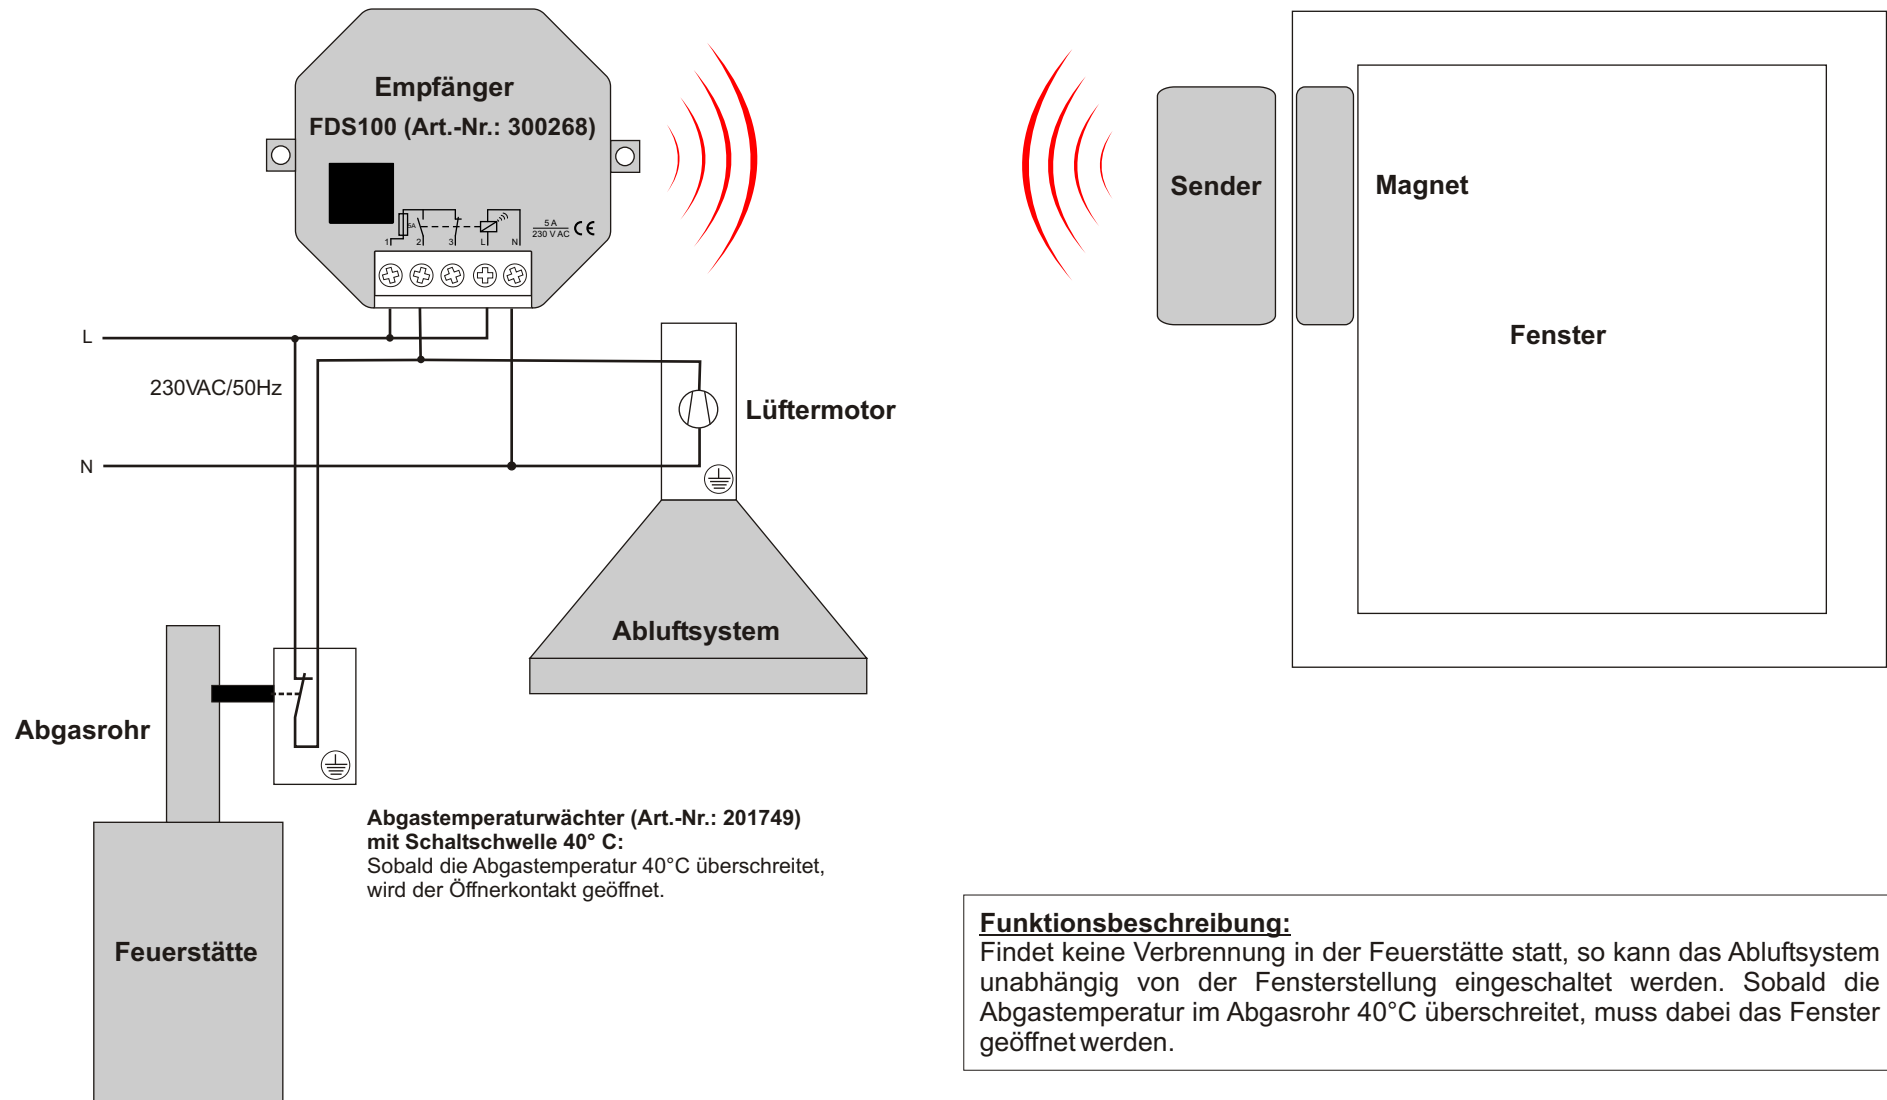 Empfänger
FDS100 (Art.-Nr.: 300268)
5A
1 2 3 L N
5 A
230 V AC
CE
Sender
Magnet
Fenster
L
230VAC/50Hz
N
Lüftermotor
Abluftsystem
Abgasrohr
Feuerstätte
Abgastemperaturwächter (Art.-Nr.: 201749)
mit Schaltschwelle 40° C:
Sobald die Abgastemperatur 40°C überschreitet,
wird der Öffnerkontakt geöffnet.
Funktionsbeschreibung:
Findet keine Verbrennung in der Feuerstätte statt, so kann das Abluftsystem
unabhängig von der Fensterstellung eingeschaltet werden. Sobald die
Abgastemperatur im Abgasrohr 40°C überschreitet, muss dabei das Fenster
geöffnet werden.